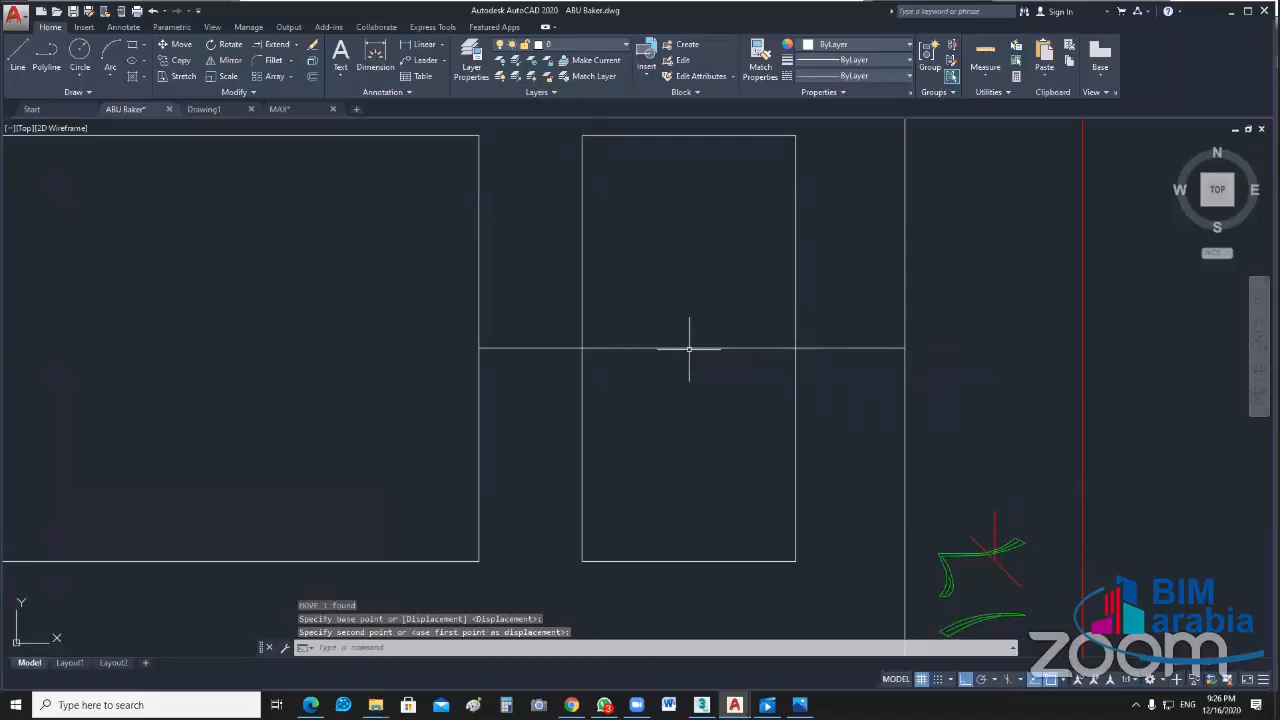 Autodesk AutoCAD 2020 ABU Baker.dwg
Type a keyword or phrase
Sign In
Home Insert Annotate Parametric View Manage Output Add-ins Collaborate Express Tools Featured Apps
Line Polyline Circle Arc
Move Rotate Extend
Copy Mirror Fillet
Stretch Scale Array
Text Dimension
Linear
Leader
Table
Layer Properties
0
Make Current
Match Layer
Insert
Create
Edit
Edit Attributes
Match Properties
ByLayer
ByLayer
ByLayer
Group
Measure
Paste
Base
Draw Modify Annotation Layers Block Properties Groups Utilities Clipboard View
Start ABU Baker* Drawing1 MAX*
[−][Top][2D Wireframe]
N
W TOP E
S
WCS
Y
X
MOVE 1 found
Specify base point or [Displacement] <Displacement>:
Specify second point or <use first point as displacement>:
Type a command
Model Layout1 Layout2
BIM
arabia
zoom
MODEL
1:1
Type here to search
3
ENG
9:26 PM
12/16/2020